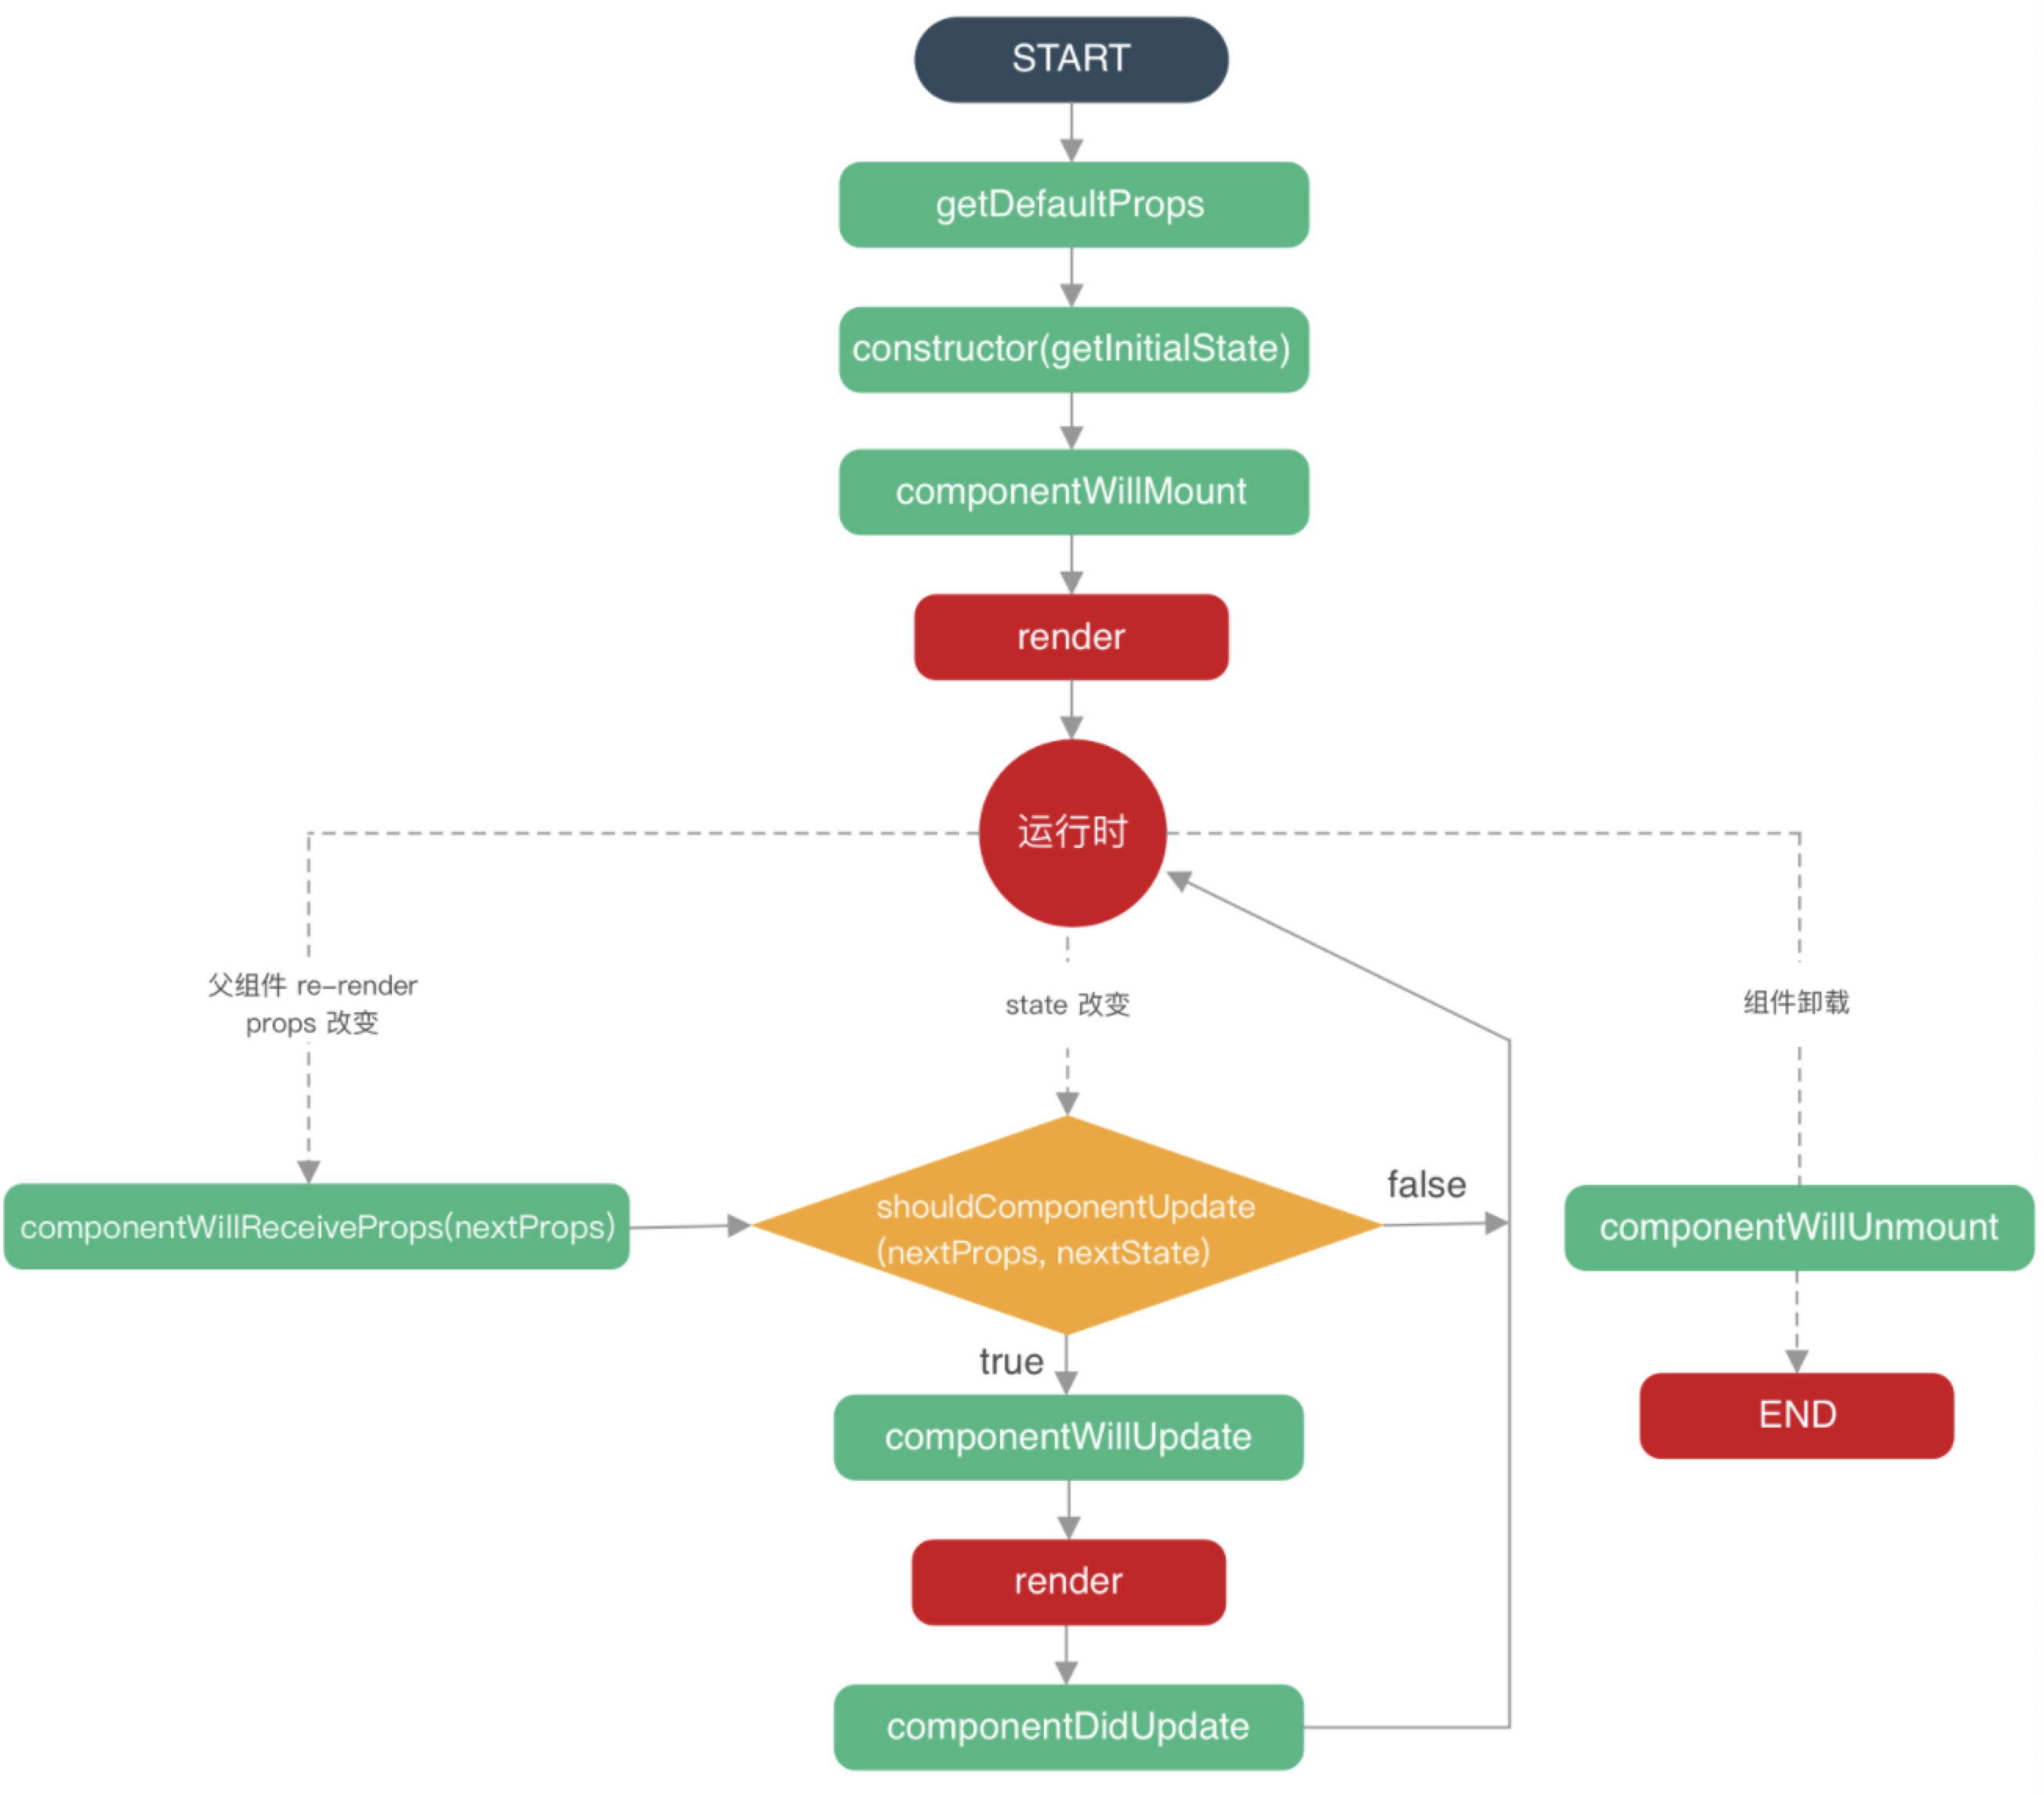 START
getDefaultProps
constructor(getInitialState)
componentWillMount
render
运行时
父组件 re-render
props 改变
state 改变
组件卸载
componentWillReceiveProps(nextProps)
shouldComponentUpdate
(nextProps, nextState)
false
componentWillUnmount
true
componentWillUpdate
END
render
componentDidUpdate